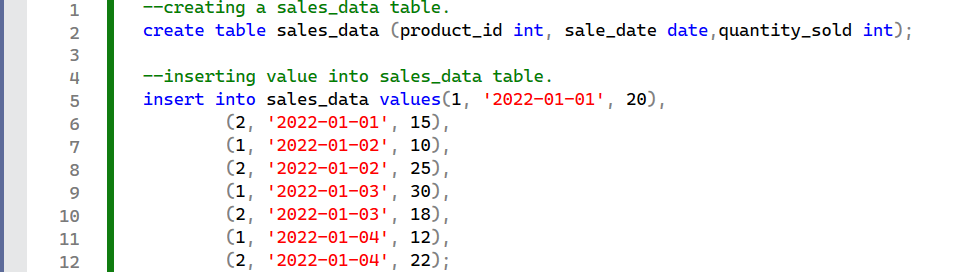 1 --creating a sales_data table.
2 create table sales_data (product_id int, sale_date date,quantity_sold int);
3
4 --inserting value into sales_data table.
5 insert into sales_data values(1, '2022-01-01', 20),
6 (2, '2022-01-01', 15),
7 (1, '2022-01-02', 10),
8 (2, '2022-01-02', 25),
9 (1, '2022-01-03', 30),
10 (2, '2022-01-03', 18),
11 (1, '2022-01-04', 12),
12 (2, '2022-01-04', 22);